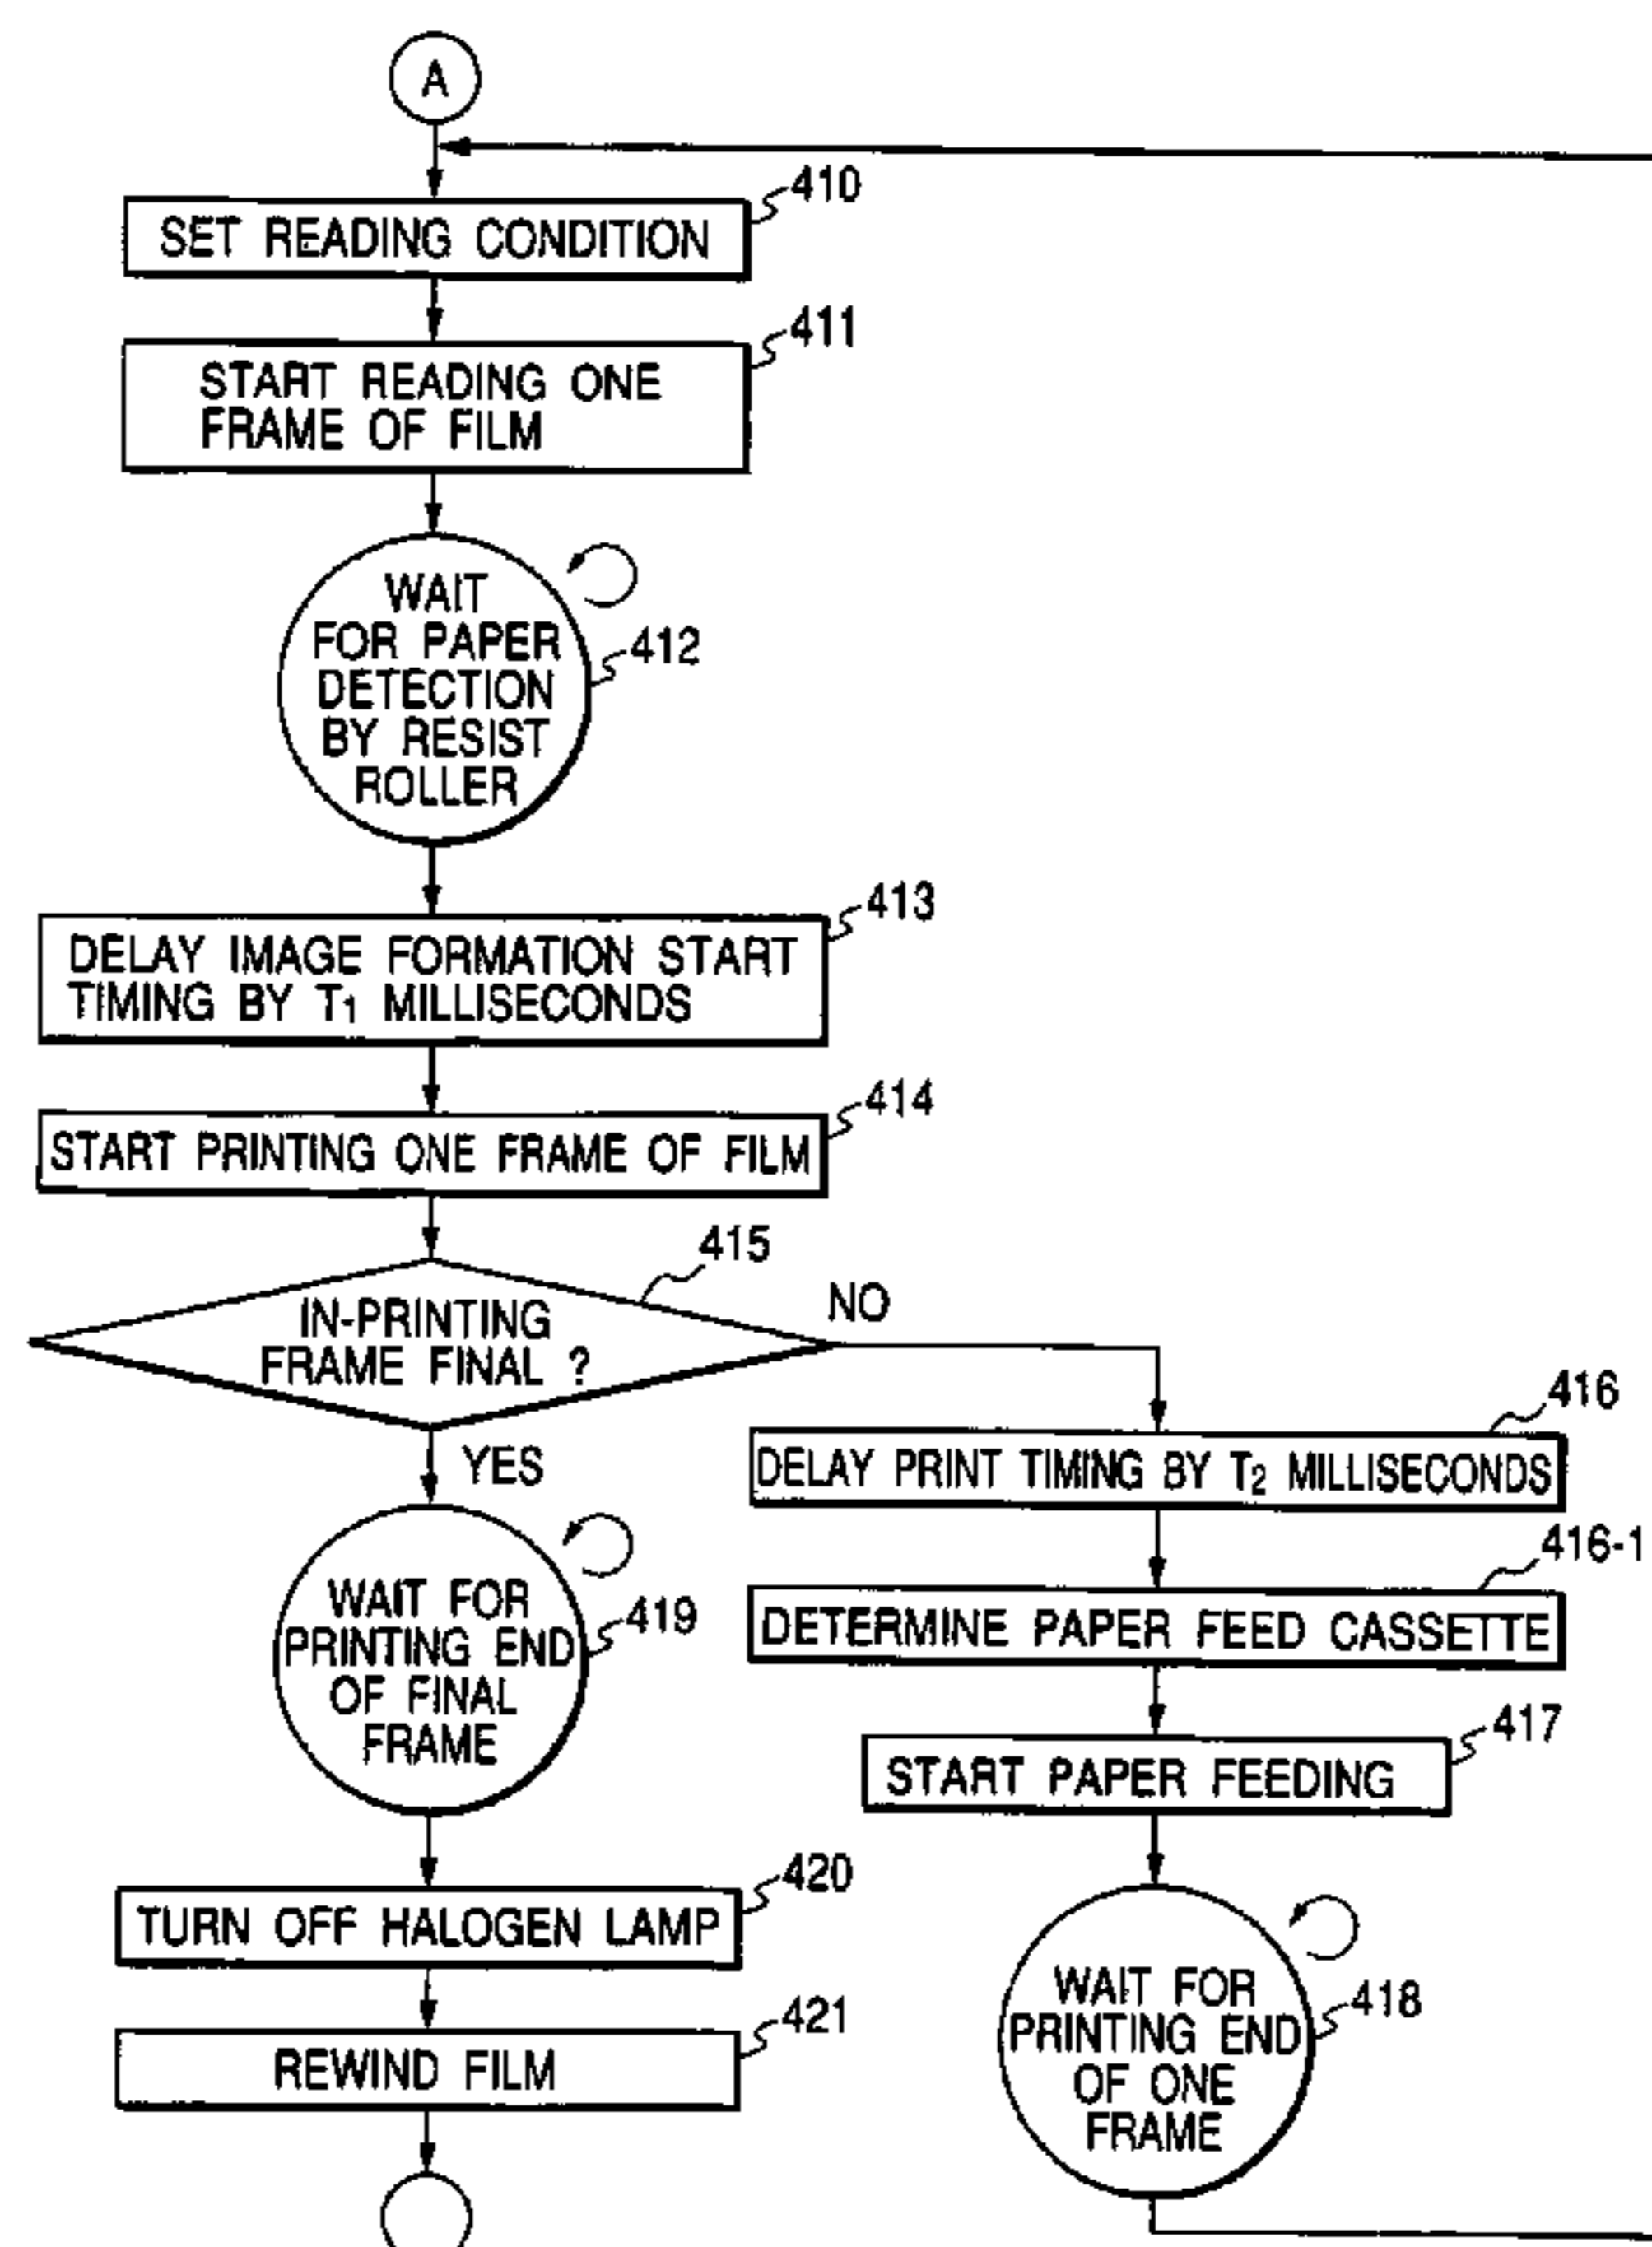 A
410
SET READING CONDITION
411
START READING ONE
FRAME OF FILM
WAIT
FOR PAPER
DETECTION
BY RESIST
ROLLER
412
413
DELAY IMAGE FORMATION START
TIMING BY T1 MILLISECONDS
414
START PRINTING ONE FRAME OF FILM
415
IN-PRINTING
FRAME FINAL ?
NO
YES
416
DELAY PRINT TIMING BY T2 MILLISECONDS
416-1
DETERMINE PAPER FEED CASSETTE
417
START PAPER FEEDING
WAIT FOR
PRINTING END
OF ONE
FRAME
418
WAIT FOR
PRINTING END
OF FINAL
FRAME
419
420
TURN OFF HALOGEN LAMP
421
REWIND FILM